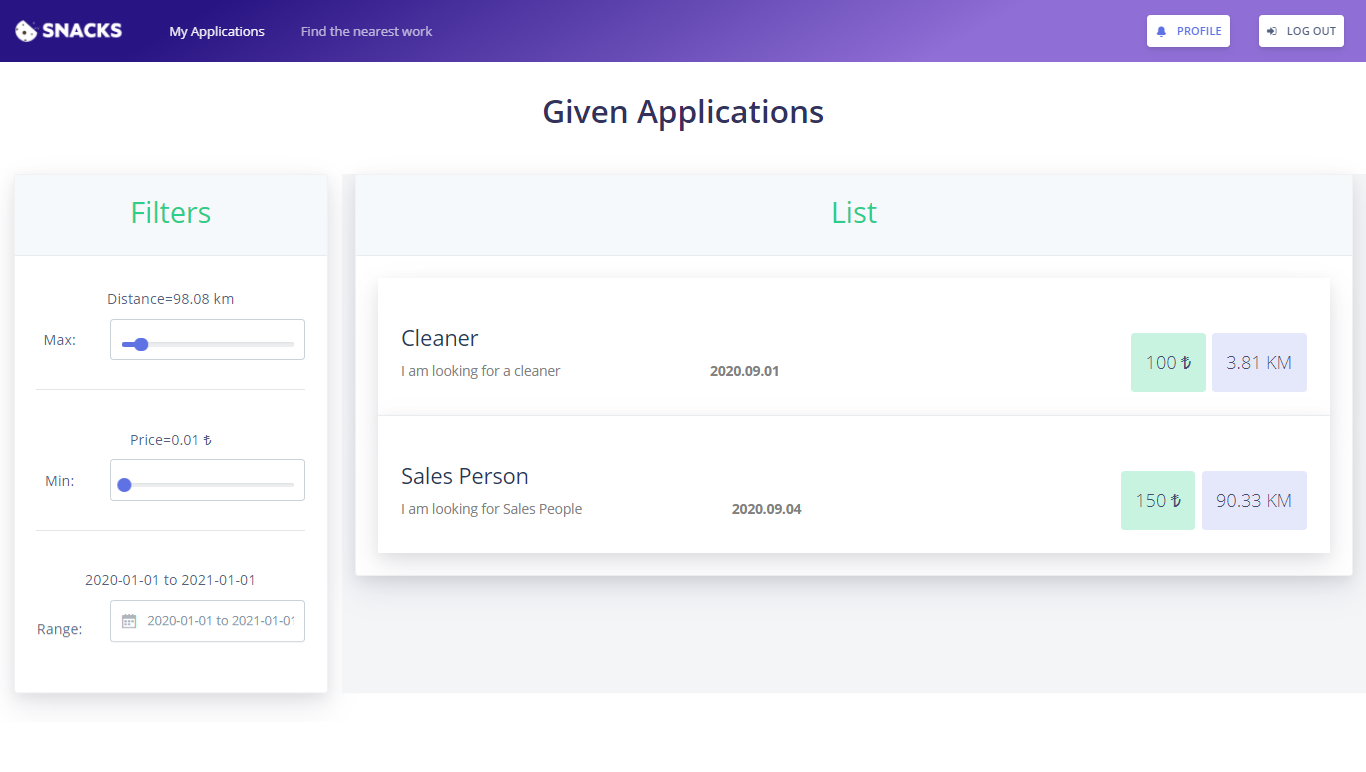 SNACKS
My Applications
Find the nearest work
PROFILE
LOG OUT
Given Applications
Filters
Distance=98.08 km
Max:
Price=0.01 ₺
Min:
2020-01-01 to 2021-01-01
Range:
2020-01-01 to 2021-01-01
List
Cleaner
I am looking for a cleaner
2020.09.01
100 ₺
3.81 KM
Sales Person
I am looking for Sales People
2020.09.04
150 ₺
90.33 KM